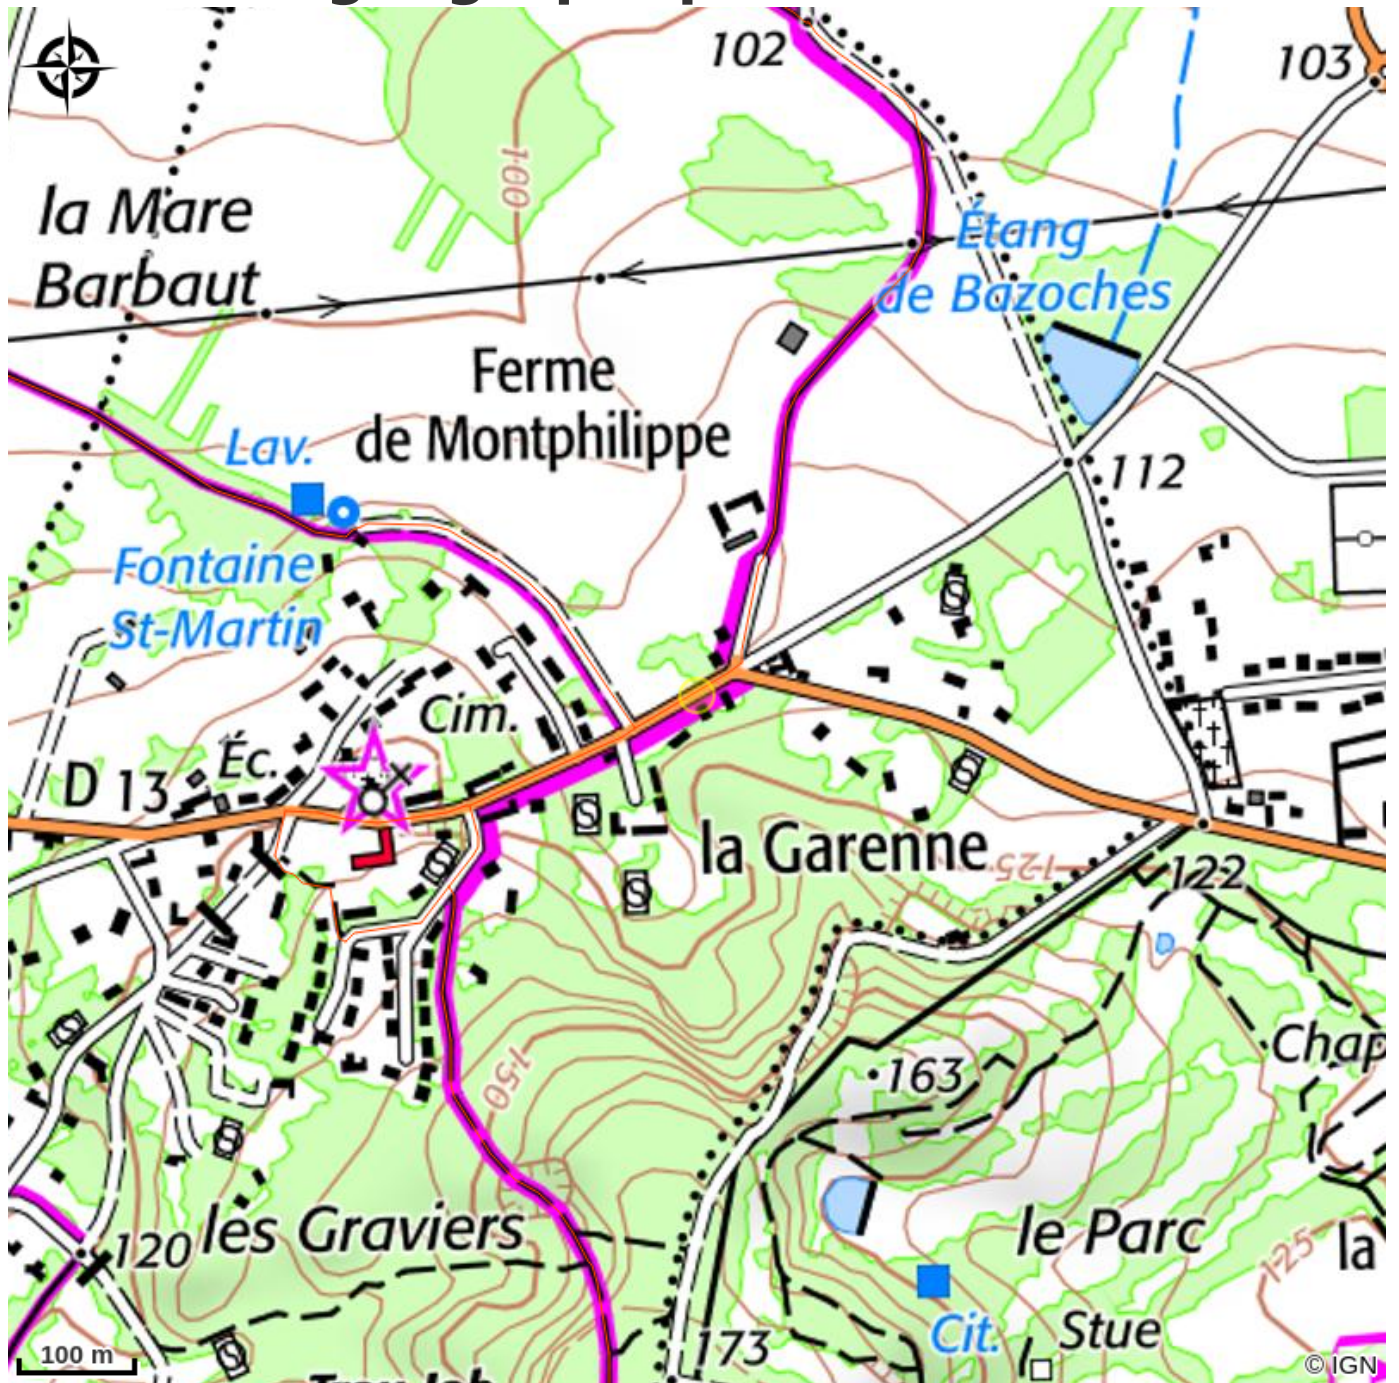 102
103
100
la Mare
Barbaut
Étang
de Bazoches
Ferme
de Montphilippe
Lav.
112
Fontaine
St-Martin
Cim.
Éc.
D 13
la Garenne
125
122
Chap
163
150
les Graviers
120
le Parc
125
la
Cit.
Stue
173
100 m
© IGN